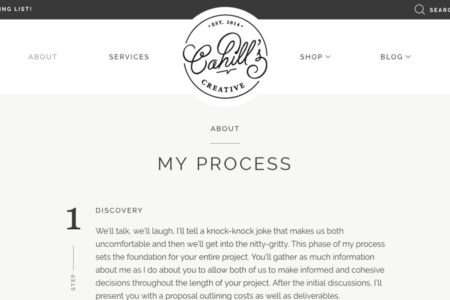 NG LIST!
SEARC
ABOUT
SERVICES
• EST. 2014 •
Cahill's
CREATIVE
SHOP
BLOG
ABOUT
MY PROCESS
1
DISCOVERY
We'll talk, we'll laugh, I'll tell a knock-knock joke that makes us both
uncomfortable and then we'll get into the nitty-gritty. This phase of my process
sets the foundation for your entire project. You'll gather as much information
about me as I do about you to allow both of us to make informed and cohesive
decisions throughout the length of your project. After the initial discussions, I'll
present you with a proposal outlining costs as well as deliverables.
STEP